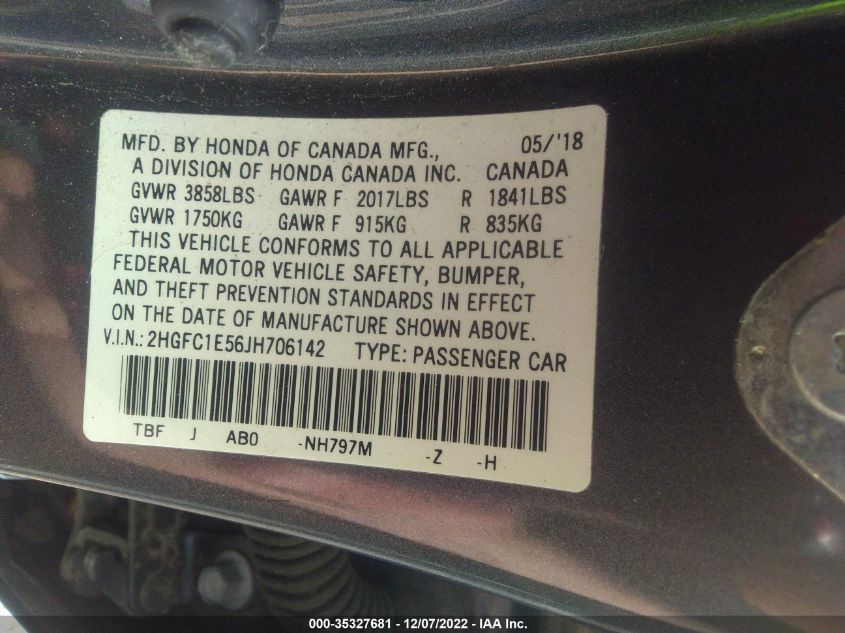 MFD. BY HONDA OF CANADA MFG., 05/'18
A DIVISION OF HONDA CANADA INC. CANADA
GVWR 3858LBS GAWR F 2017LBS R 1841LBS
GVWR 1750KG GAWR F 915KG R 835KG
THIS VEHICLE CONFORMS TO ALL APPLICABLE
FEDERAL MOTOR VEHICLE SAFETY, BUMPER,
AND THEFT PREVENTION STANDARDS IN EFFECT
ON THE DATE OF MANUFACTURE SHOWN ABOVE.
V.I.N.: 2HGFC1E56JH706142 TYPE: PASSENGER CAR
TBF J AB0 -NH797M -Z -H
000-35327681 - 12/07/2022 - IAA Inc.